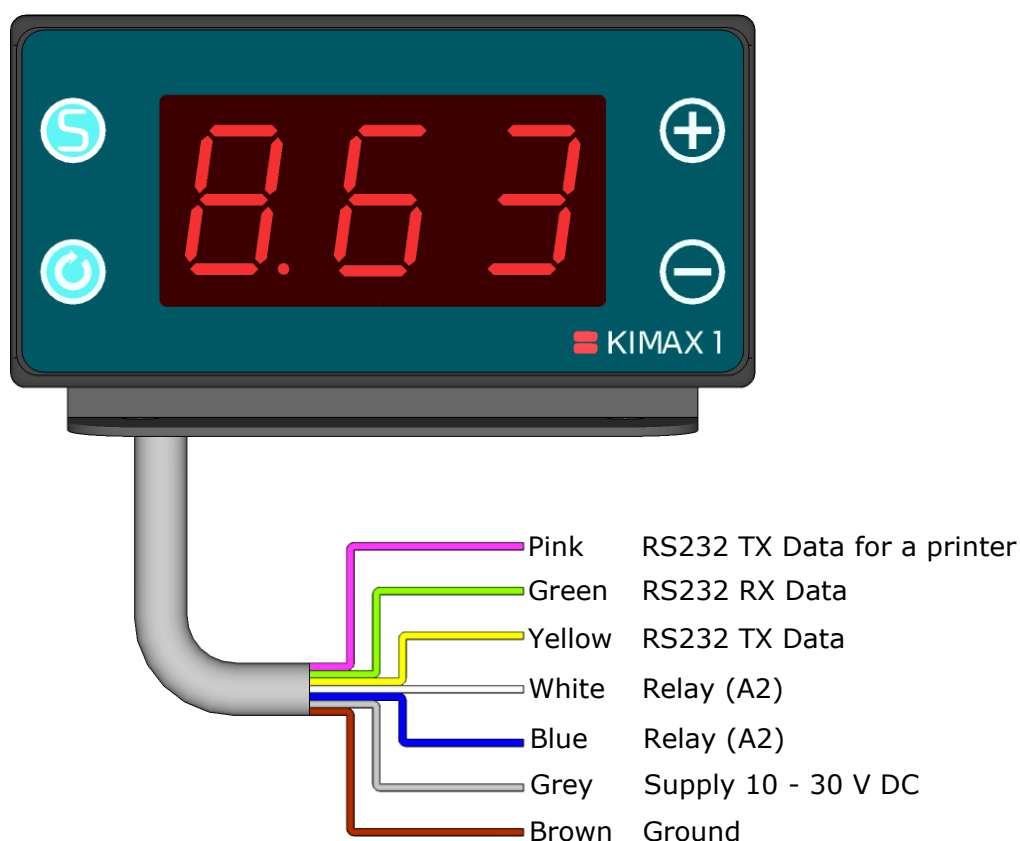 S
8.63
KIMAX 1
Pink RS232 TX Data for a printer
Green RS232 RX Data
Yellow RS232 TX Data
White Relay (A2)
Blue Relay (A2)
Grey Supply 10 - 30 V DC
Brown Ground